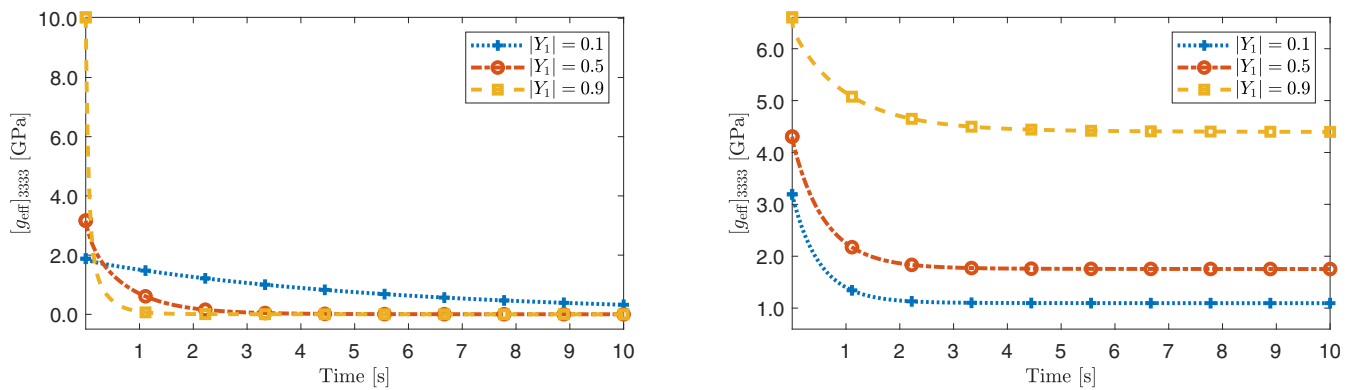 10.0
8.0
6.0
4.0
2.0
0.0
[g_eff]_3333 [GPa]
|Y_1| = 0.1
|Y_1| = 0.5
|Y_1| = 0.9
1 2 3 4 5 6 7 8 9 10
Time [s]
6.0
5.0
4.0
3.0
2.0
1.0
[g_eff]_3333 [GPa]
|Y_1| = 0.1
|Y_1| = 0.5
|Y_1| = 0.9
1 2 3 4 5 6 7 8 9 10
Time [s]